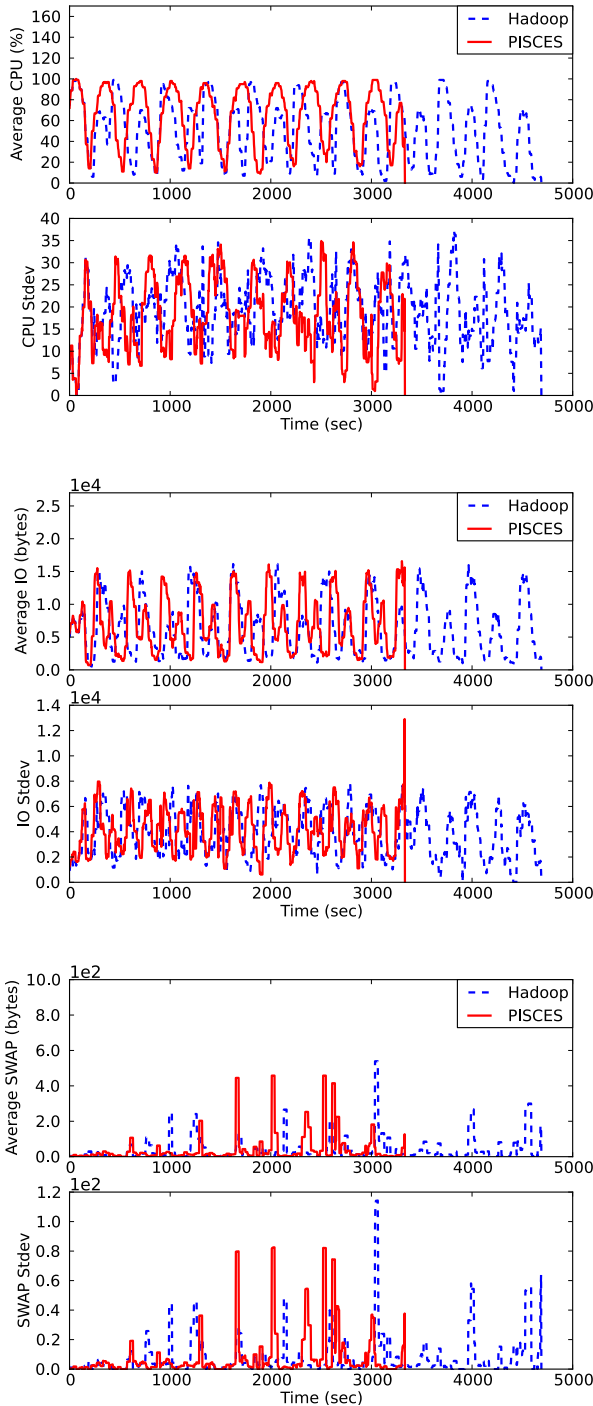 160
140
120
100
80
60
40
20
0
Average CPU (%)
Hadoop
PISCES
0 1000 2000 3000 4000 5000
40
35
30
25
20
15
10
5
0
CPU Stdev
0 1000 2000 3000 4000 5000
Time (sec)
1e4
2.5
2.0
1.5
1.0
0.5
0.0
Average IO (bytes)
Hadoop
PISCES
0 1000 2000 3000 4000 5000
1e4
1.4
1.2
1.0
0.8
0.6
0.4
0.2
0.0
IO Stdev
0 1000 2000 3000 4000 5000
Time (sec)
1e2
10.0
8.0
6.0
4.0
2.0
0.0
Average SWAP (bytes)
Hadoop
PISCES
0 1000 2000 3000 4000 5000
1e2
1.2
1.0
0.8
0.6
0.4
0.2
0.0
SWAP Stdev
0 1000 2000 3000 4000 5000
Time (sec)